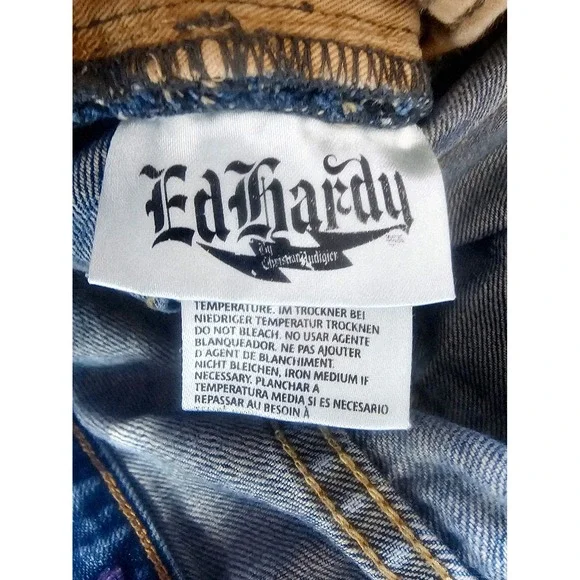 Ed Hardy
By
Christian Audigier
TEMPERATURE. IM TROCKNER BEI
NIEDRIGER TEMPERATUR TROCKNEN
DO NOT BLEACH. NO USAR AGENTE
BLANQUEADOR. NE PAS AJOUTER
D AGENT DE BLANCHIMENT.
NICHT BLEICHEN, IRON MEDIUM IF
NECESSARY. PLANCHAR A
TEMPERATURA MEDIA SI ES NECESARIO
REPASSAR AU BESOIN À